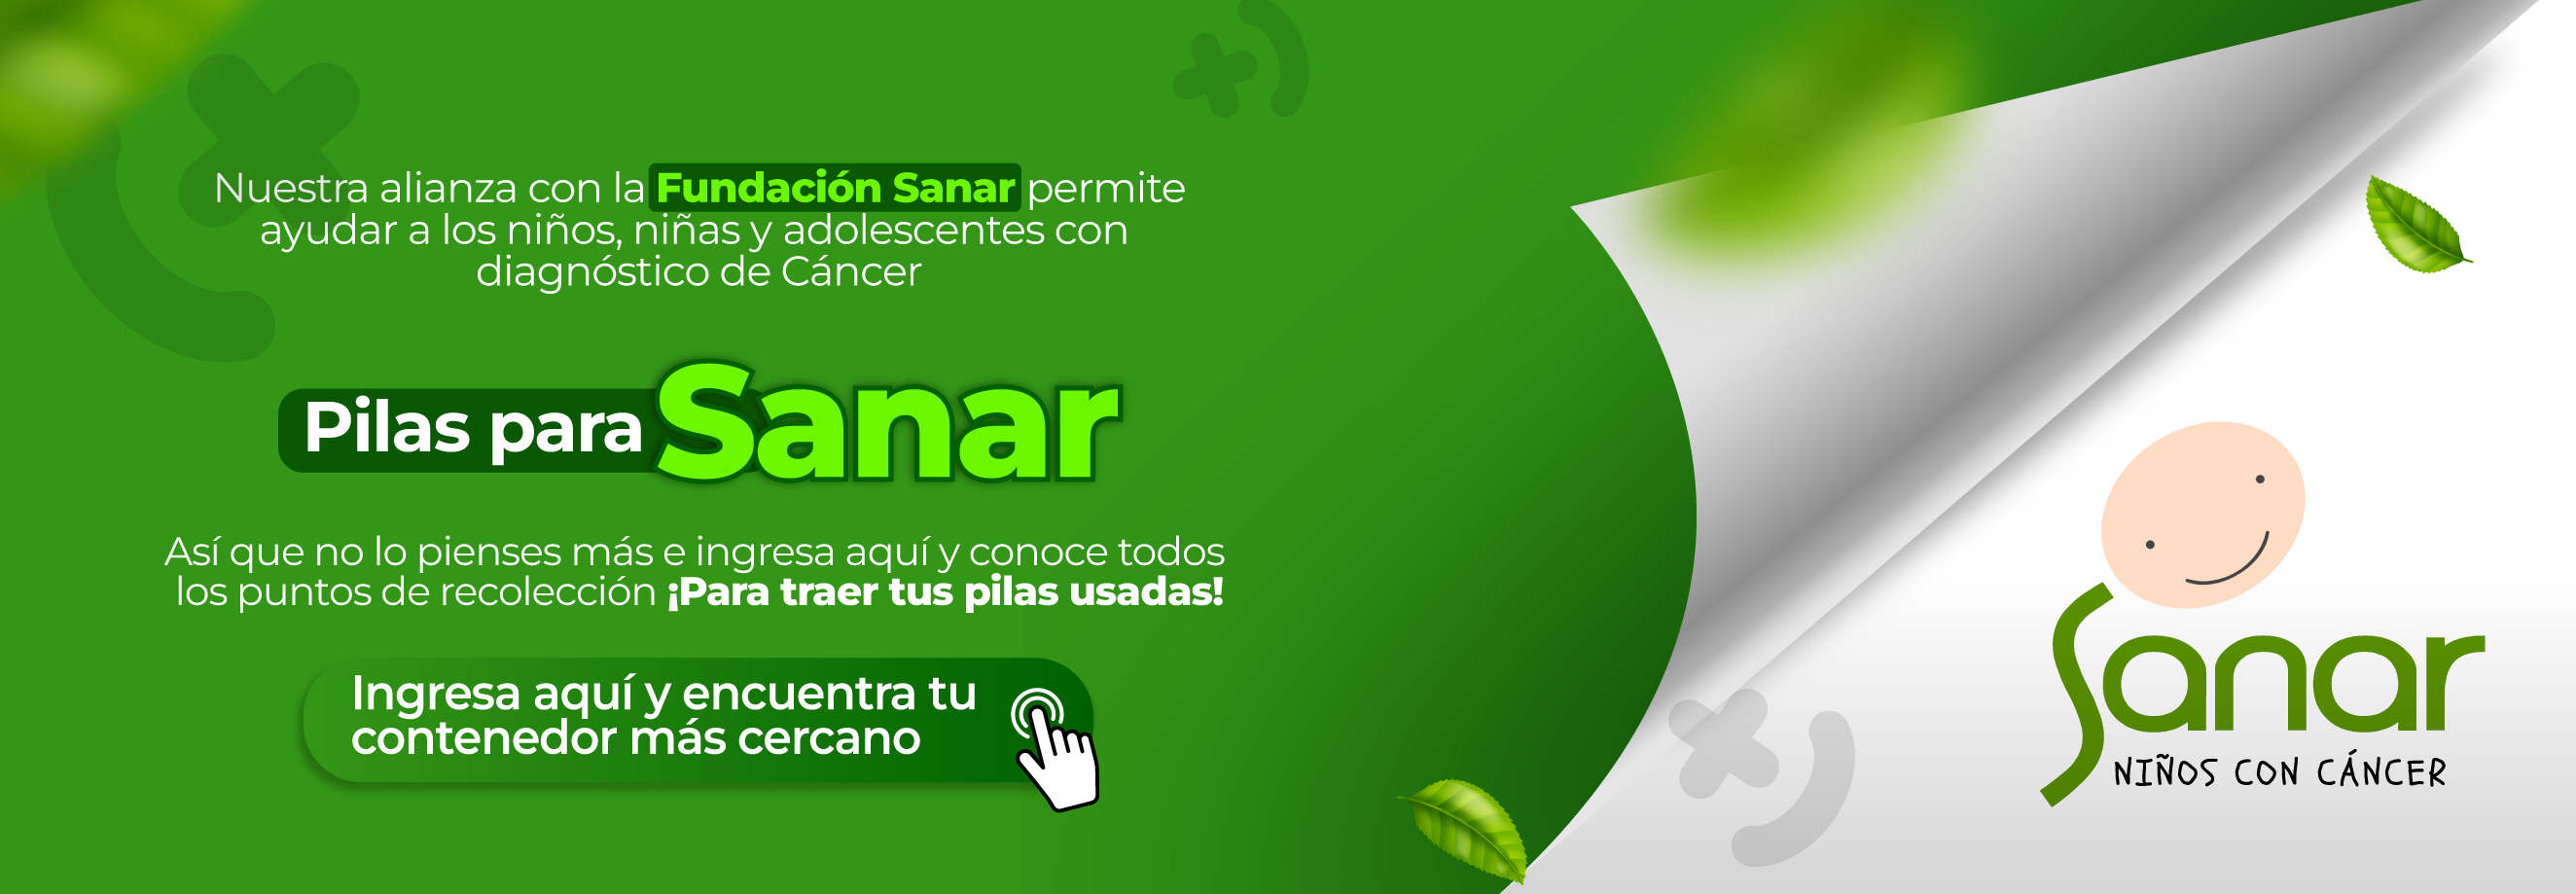 Nuestra alianza con la Fundación Sanar permite
ayudar a los niños, niñas y adolescentes con
diagnóstico de Cáncer
Pilas para Sanar
Así que no lo pienses más e ingresa aquí y conoce todos
los puntos de recolección ¡Para traer tus pilas usadas!
Ingresa aquí y encuentra tu
contenedor más cercano
Sanar
NIÑOS CON CÁNCER